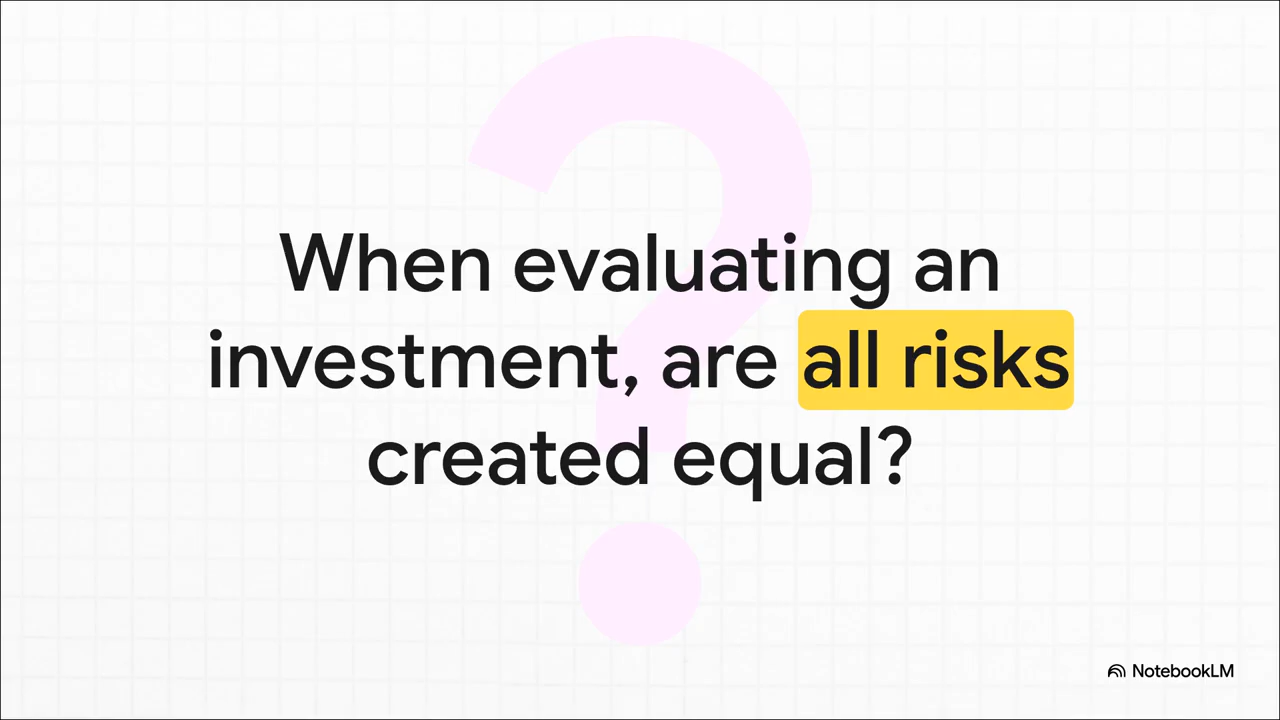 When evaluating an
investment, are all risks
created equal?
NotebookLM